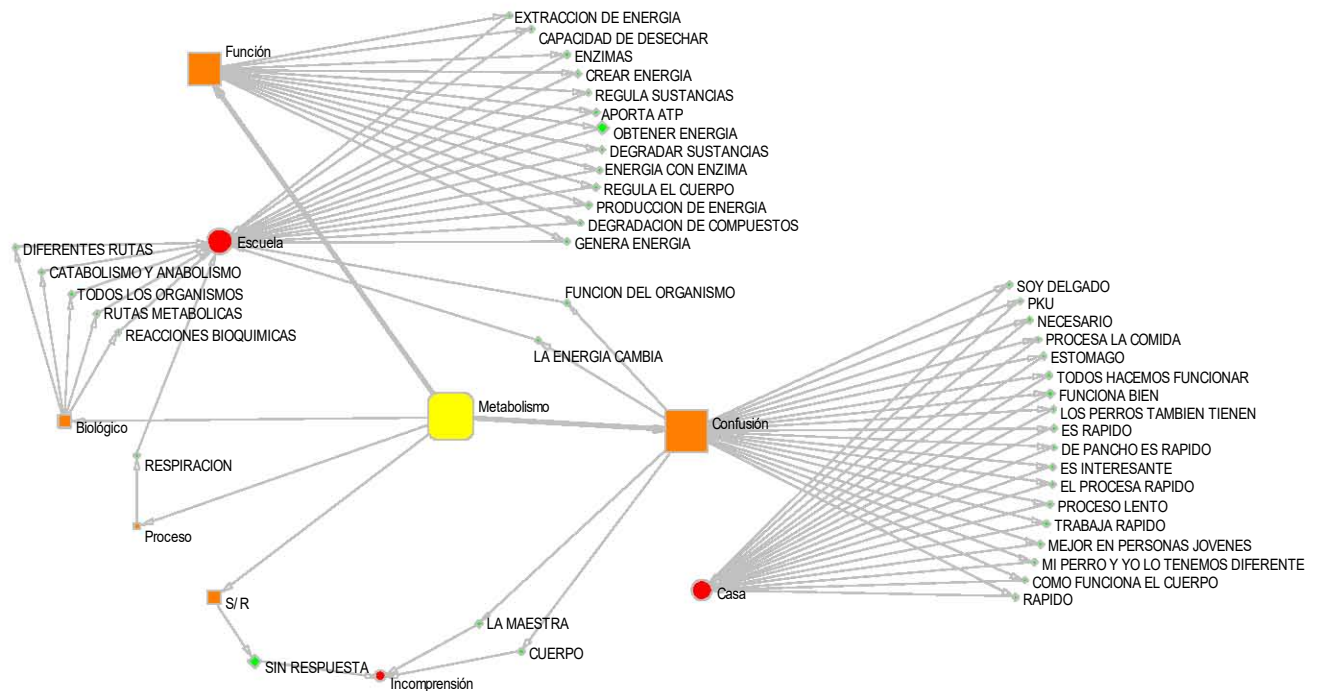 EXTRACCION DE ENERGIA
CAPACIDAD DE DESECHAR
Función
ENZIMAS
CREAR ENERGIA
REGULA SUSTANCIAS
APORTA ATP
OBTENER ENERGIA
DEGRADAR SUSTANCIAS
ENERGIA CON ENZIMA
REGULA EL CUERPO
PRODUCCION DE ENERGIA
DEGRADACION DE COMPUESTOS
GENERA ENERGIA
Escuela
DIFERENTES RUTAS
CATABOLISMO Y ANABOLISMO
TODOS LOS ORGANISMOS
RUTAS METABOLICAS
REACCIONES BIOQUIMICAS
FUNCION DEL ORGANISMO
LA ENERGIA CAMBIA
Metabolismo
Biológico
Confusión
SOY DELGADO
PKU
NECESARIO
PROCESA LA COMIDA
ESTOMAGO
TODOS HACEMOS FUNCIONAR
FUNCIONA BIEN
LOS PERROS TAMBIEN TIENEN
ES RAPIDO
DE PANCHO ES RAPIDO
ES INTERESANTE
EL PROCESA RAPIDO
PROCESO LENTO
TRABAJA RAPIDO
MEJOR EN PERSONAS JOVENES
MI PERRO Y YO LO TENEMOS DIFERENTE
COMO FUNCIONA EL CUERPO
RAPIDO
RESPIRACION
Proceso
S/ R
Casa
LA MAESTRA
CUERPO
SIN RESPUESTA
Incomprensión